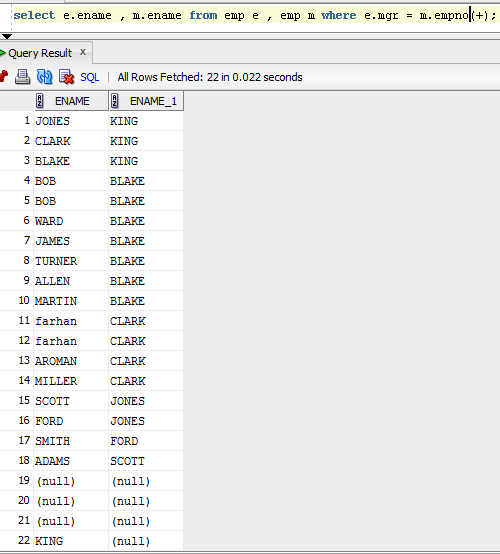 select e.ename , m.ename from emp e , emp m where e.mgr = m.empno(+);
Query Result x
SQL | All Rows Fetched: 22 in 0.022 seconds
ENAME ENAME_1
1 JONES KING
2 CLARK KING
3 BLAKE KING
4 BOB BLAKE
5 BOB BLAKE
6 WARD BLAKE
7 JAMES BLAKE
8 TURNER BLAKE
9 ALLEN BLAKE
10 MARTIN BLAKE
11 farhan CLARK
12 farhan CLARK
13 AROMAN CLARK
14 MILLER CLARK
15 SCOTT JONES
16 FORD JONES
17 SMITH FORD
18 ADAMS SCOTT
19 (null) (null)
20 (null) (null)
21 (null) (null)
22 KING (null)